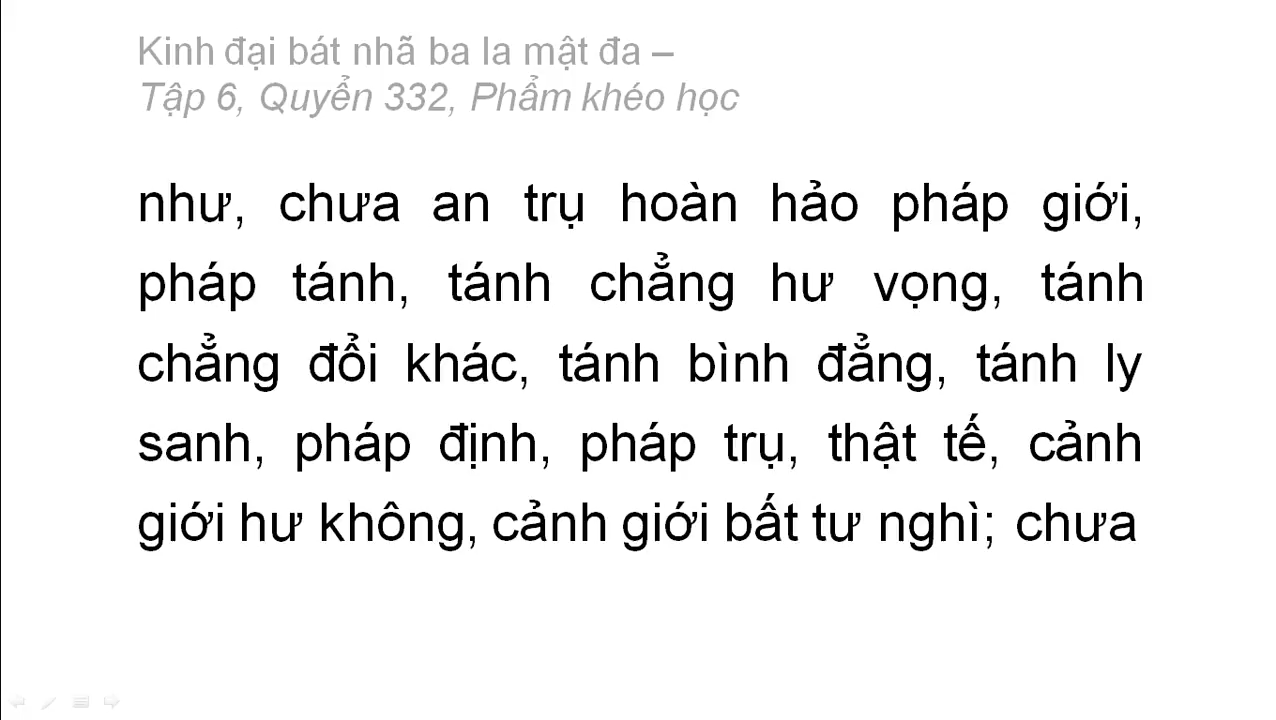 Kinh đại bát nhã ba la mật đa –
Tập 6, Quyển 332, Phẩm khéo học
như, chưa an trụ hoàn hảo pháp giới,
pháp tánh, tánh chẳng hư vọng, tánh
chẳng đổi khác, tánh bình đẳng, tánh ly
sanh, pháp định, pháp trụ, thật tế, cảnh
giới hư không, cảnh giới bất tư nghì; chưa